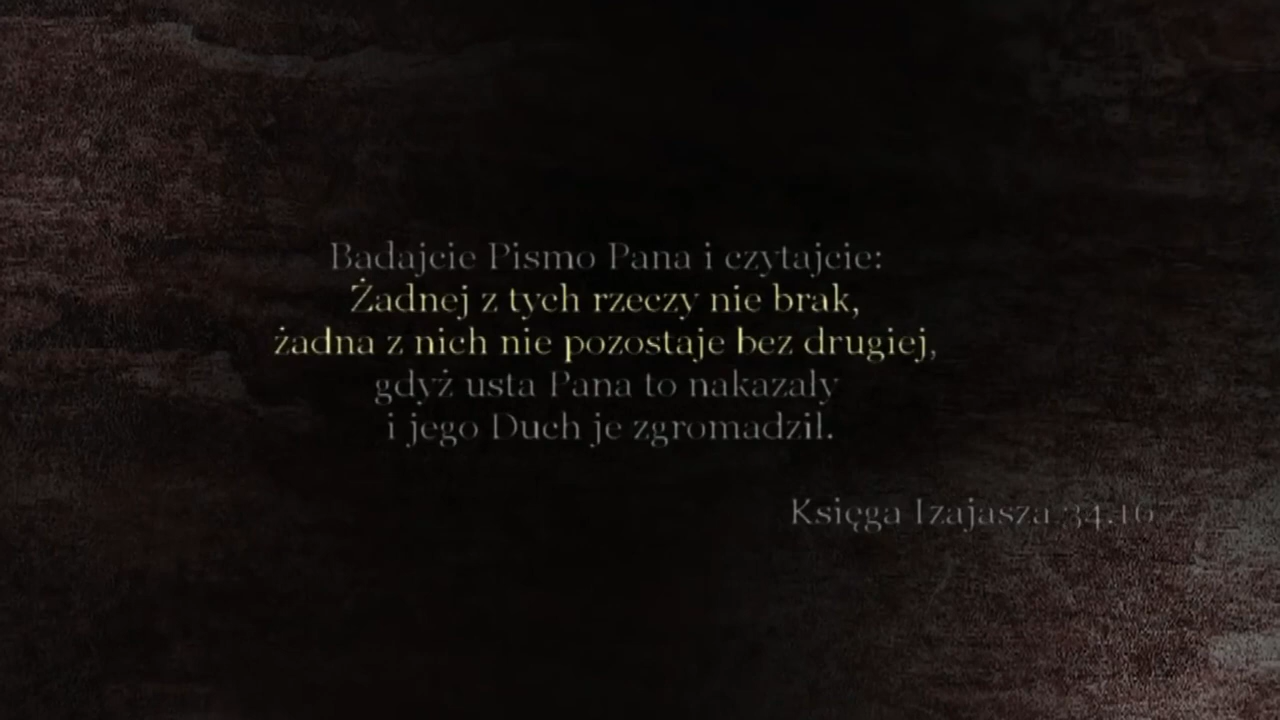 Badajcie Pismo Pana i czytajcie:
Żadnej z tych rzeczy nie brak,
żadna z nich nie pozostaje bez drugiej,
gdyż usta Pana to nakazały
i jego Duch je zgromadził.
Księga Izajasza 34.16